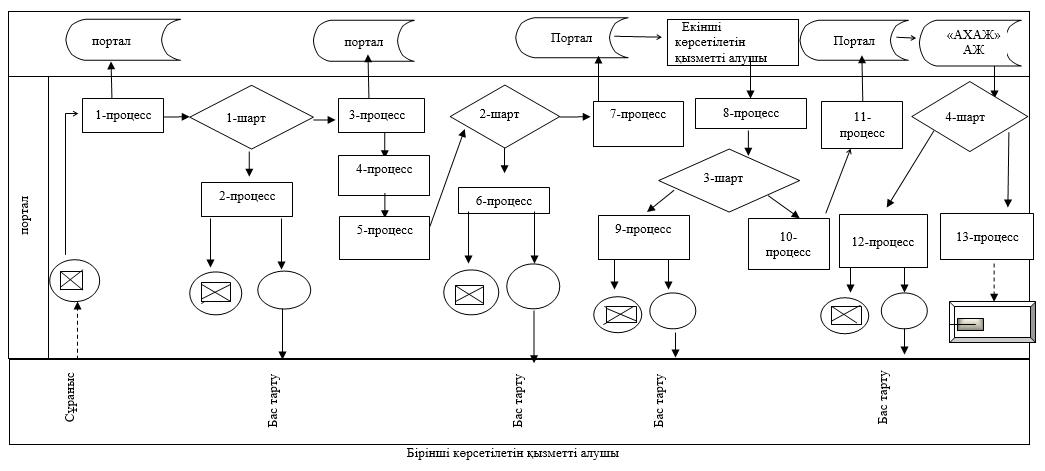 портал
портал
Портал
Екінші
көрсетілетін
қызметті алушы
Портал
«АХАЖ»
АЖ
портал
1-процесс
1-шарт
2-процесс
3-процесс
4-процесс
5-процесс
2-шарт
6-процесс
7-процесс
8-процесс
3-шарт
9-процесс
10-
процесс
11-
процесс
4-шарт
12-процесс
13-процесс
Сұраныс
Бас тарту
Бас тарту
Бас тарту
Бас тарту
Бірінші көрсетілетін қызметті алушы